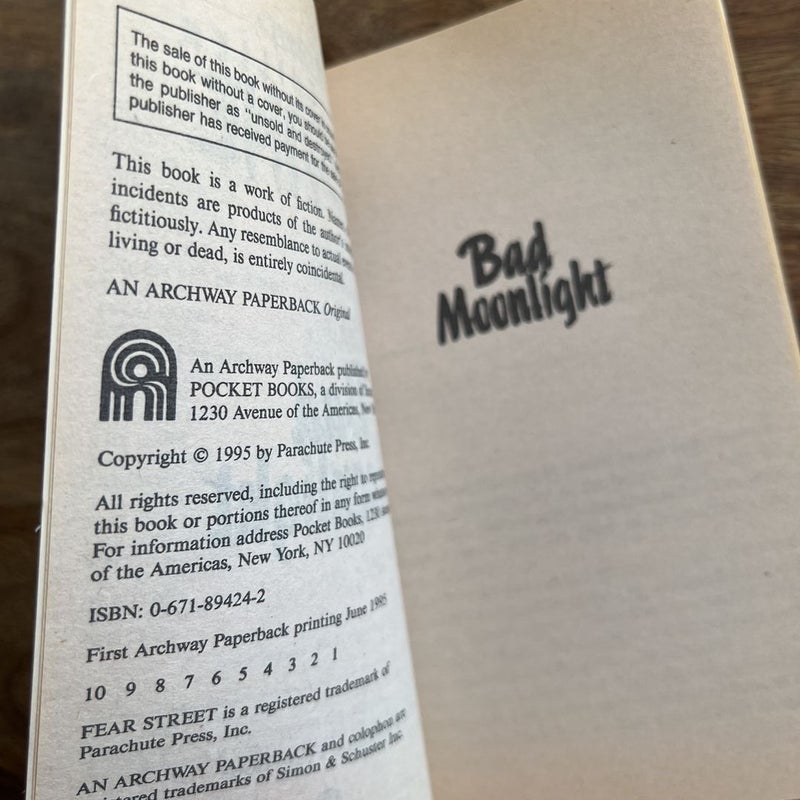 The sale of this book without its cover
this book without a cover, you should be
the publisher as "unsold and destroyed
publisher has received payment for the
This book is a work of fiction. Names,
incidents are products of the author's
fictitiously. Any resemblance to actual
living or dead, is entirely coincidental.
AN ARCHWAY PAPERBACK Original
An Archway Paperback published
POCKET BOOKS, a division of
1230 Avenue of the Americas, New
Copyright © 1995 by Parachute Press, Inc.
All rights reserved, including the right to
this book or portions thereof in any form
For information address Pocket Books, 1230
of the Americas, New York, NY 10020
ISBN: 0-671-89424-2
First Archway Paperback printing June 1995
10 9 8 7 6 5 4 3 2 1
FEAR STREET is a registered trademark of
Parachute Press, Inc.
AN ARCHWAY PAPERBACK and colophon are
trademarks of Simon & Schuster Inc.
Bad
Moonlight